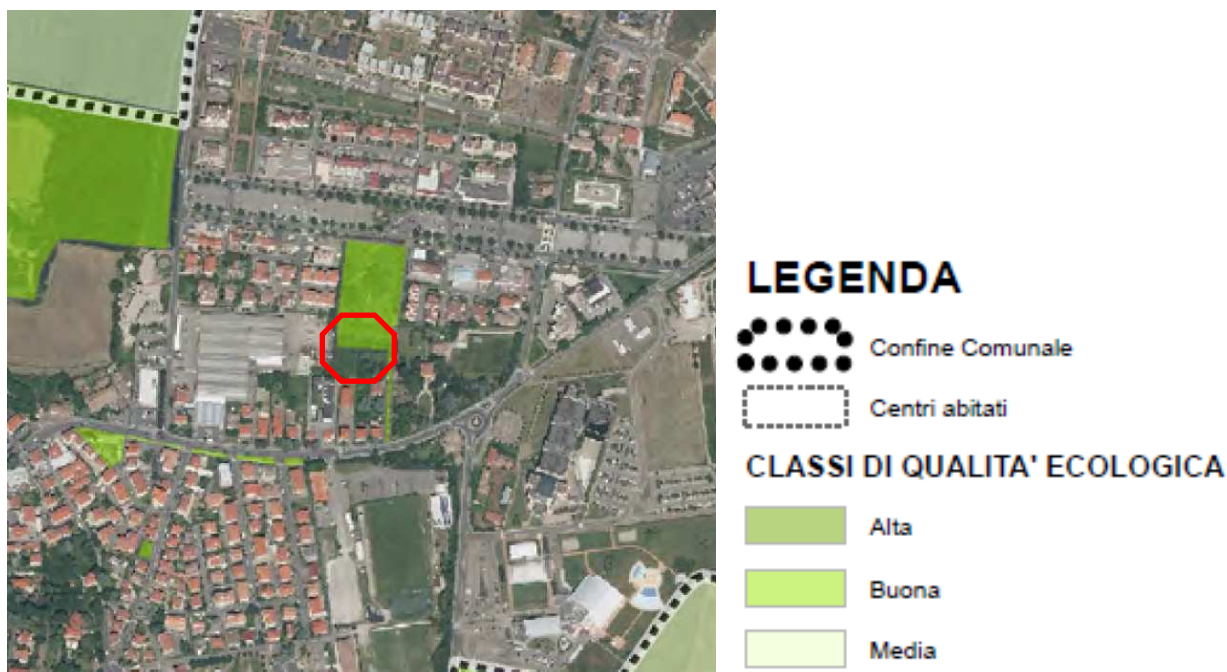 LEGENDA
Confine Comunale
Centri abitati
CLASSI DI QUALITA' ECOLOGICA
Alta
Buona
Media